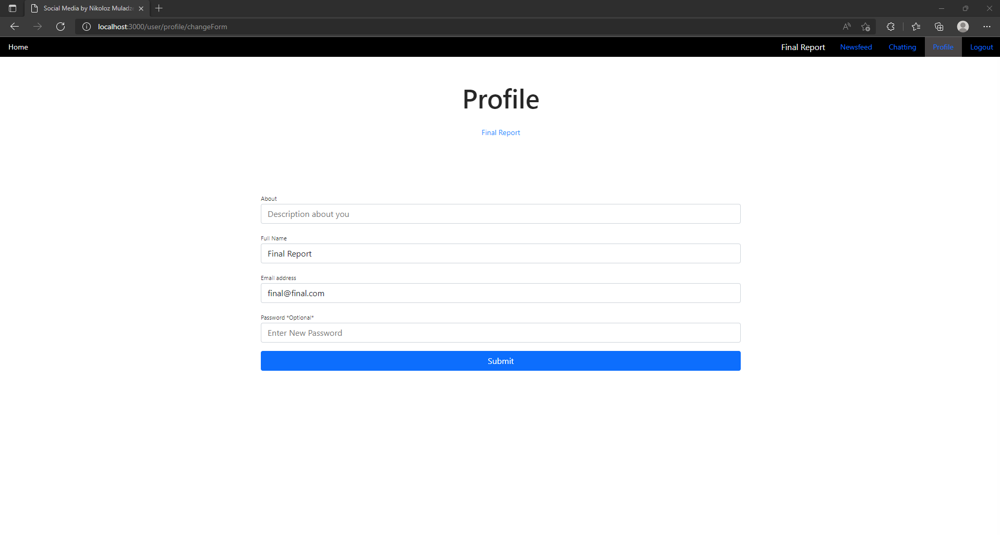 Social Media by Nikoloz Muladz
localhost:3000/user/profile/changeForm
Home
Final Report Newsfeed Chatting Profile Logout
Profile
Final Report
About
Description about you
Full Name
Final Report
Email address
final@final.com
Password *Optional*
Enter New Password
Submit